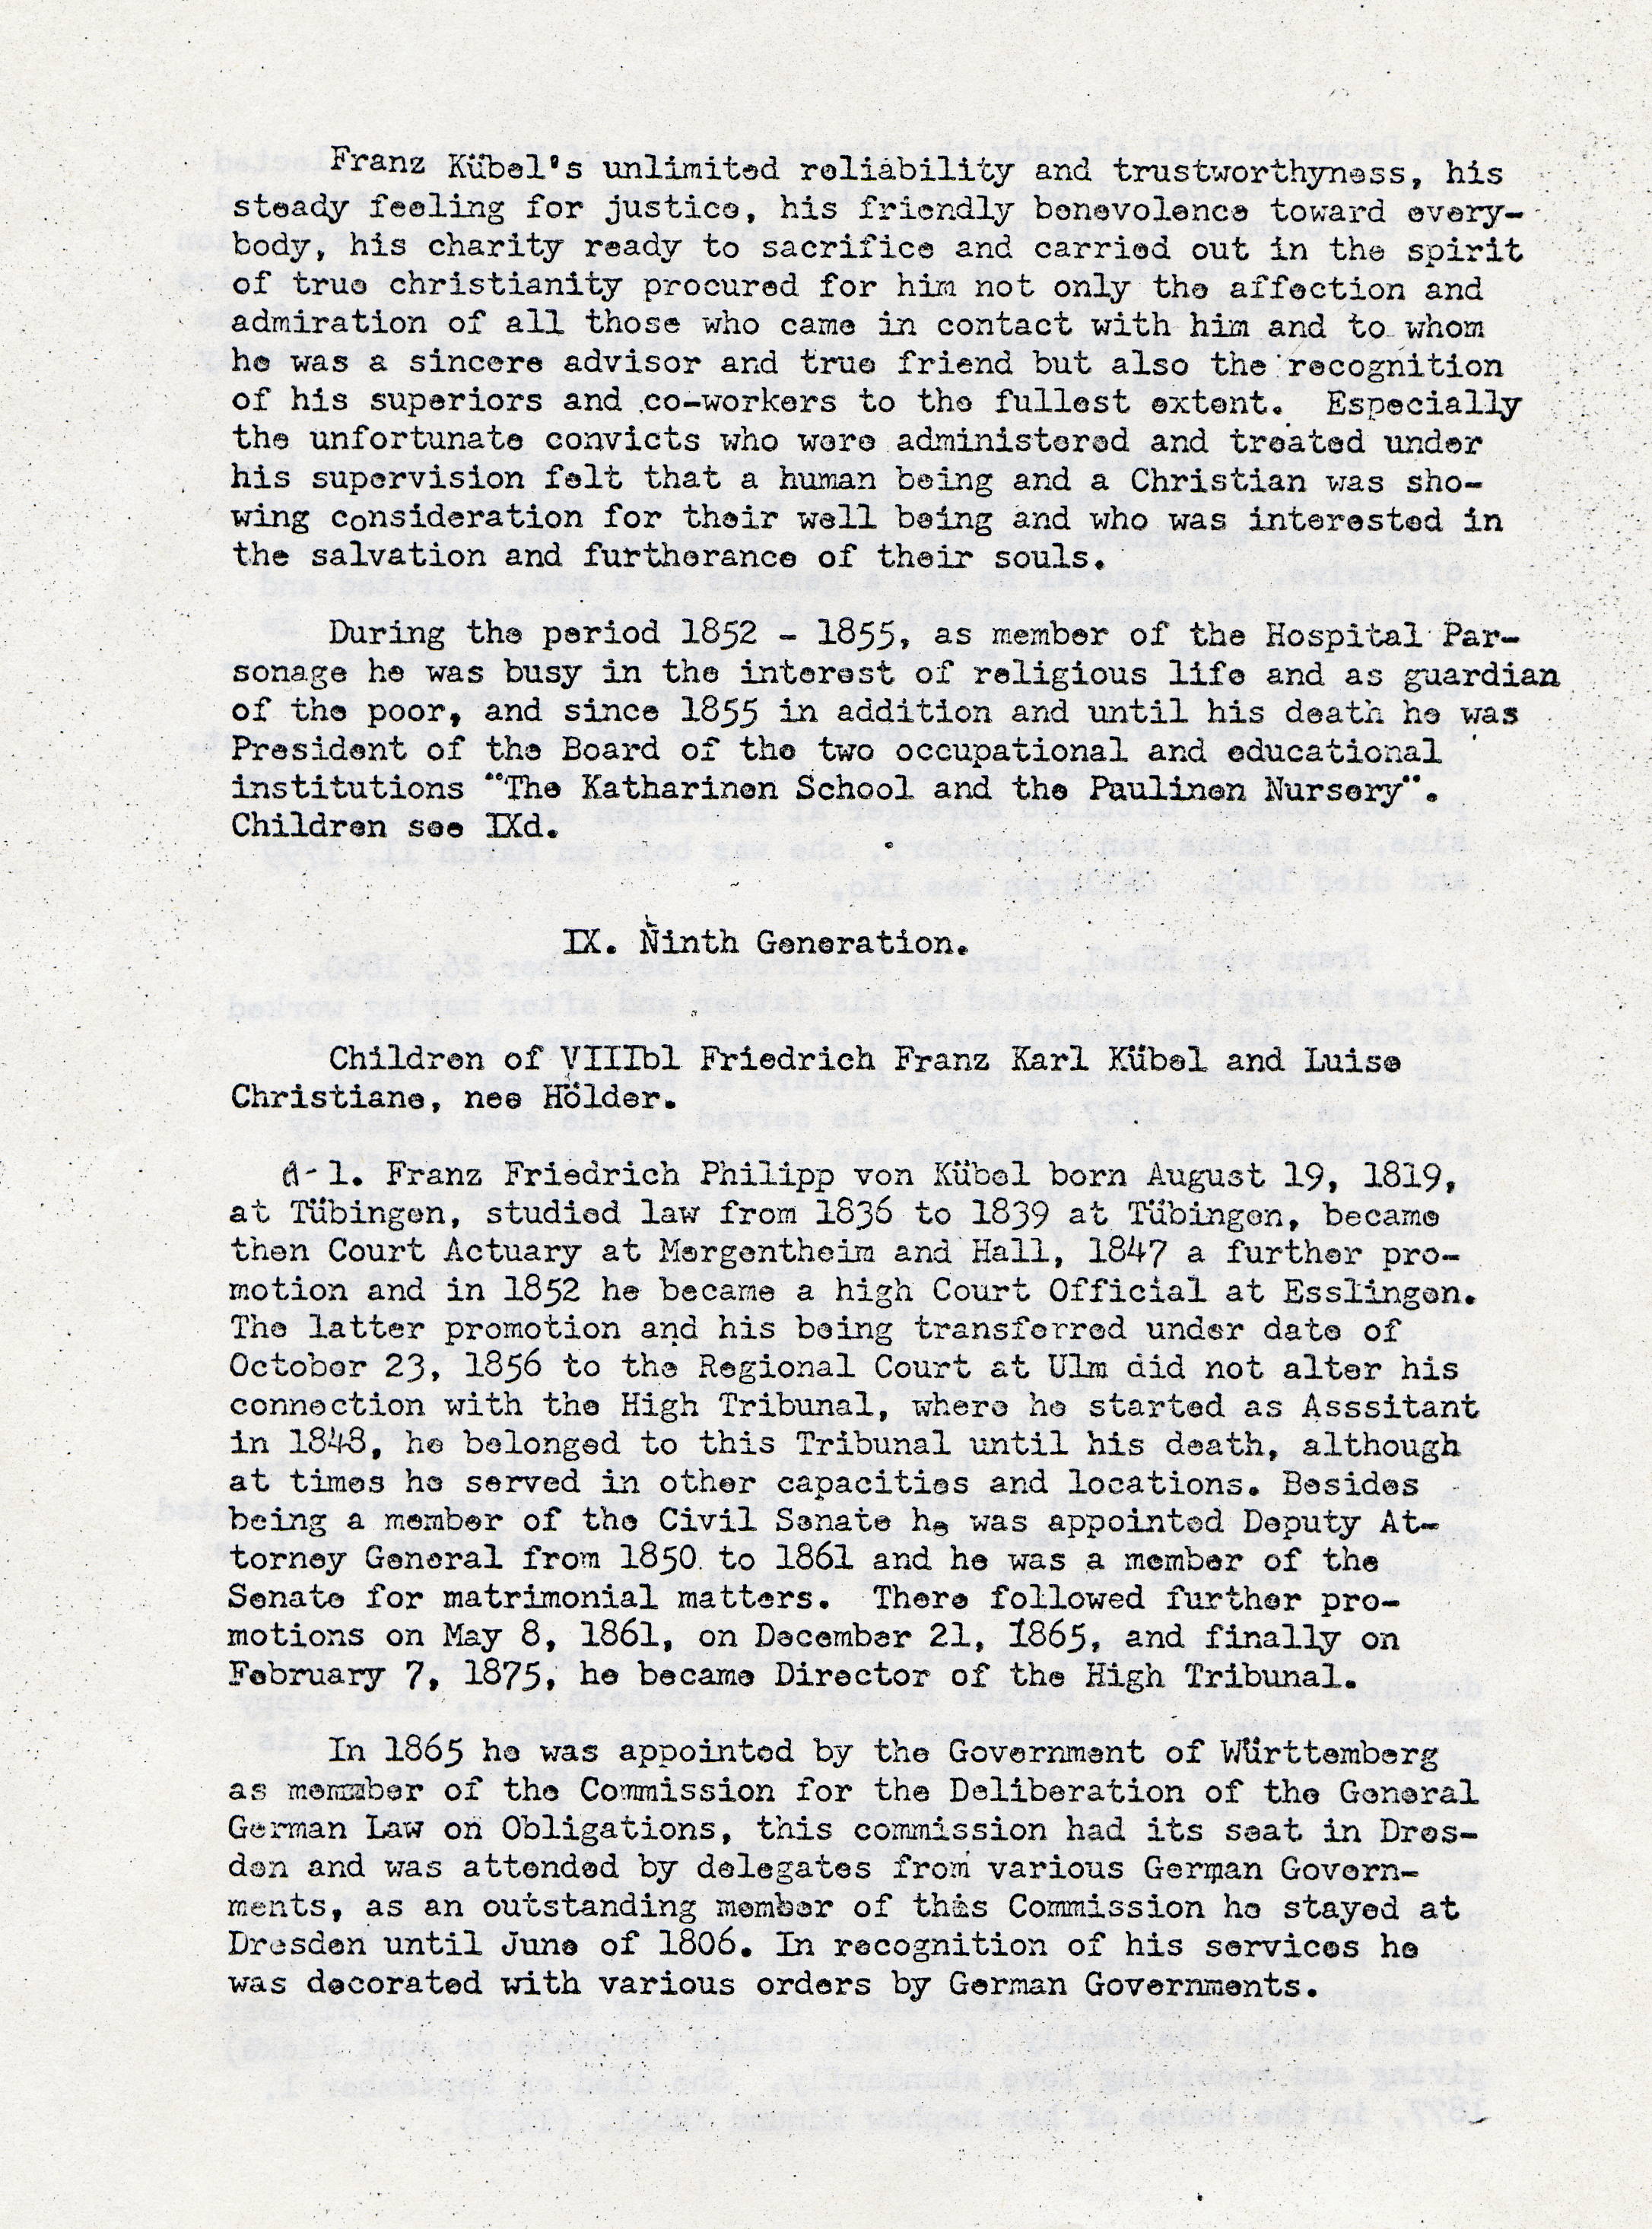 Franz Kübel's unlimited reliability and trustworthyness, his
steady feeling for justice, his friendly benevolence toward every-
body, his charity ready to sacrifice and carried out in the spirit
of true christianity procured for him not only the affection and
admiration of all those who came in contact with him and to whom
he was a sincere advisor and true friend but also the recognition
of his superiors and co-workers to the fullest extent. Especially
the unfortunate convicts who were administered and treated under
his supervision felt that a human being and a Christian was sho-
wing consideration for their well being and who was interested in
the salvation and furtherance of their souls.
During the period 1852 - 1855, as member of the Hospital Par-
sonage he was busy in the interest of religious life and as guardian
of the poor, and since 1855 in addition and until his death he was
President of the Board of the two occupational and educational
institutions "The Katharinen School and the Paulinen Nursery".
Children see IXd.
IX. Ninth Generation.
Children of VIIIbl Friedrich Franz Karl Kübel and Luise
Christiane, nee Hölder.
a-1. Franz Friedrich Philipp von Kübel born August 19, 1819,
at Tübingen, studied law from 1836 to 1839 at Tübingen, became
then Court Actuary at Mergentheim and Hall, 1847 a further pro-
motion and in 1852 he became a high Court Official at Esslingen.
The latter promotion and his being transferred under date of
October 23, 1856 to the Regional Court at Ulm did not alter his
connection with the High Tribunal, where he started as Asssitant
in 1848, he belonged to this Tribunal until his death, although
at times he served in other capacities and locations. Besides
being a member of the Civil Senate he was appointed Deputy At-
torney General from 1850 to 1861 and he was a member of the
Senate for matrimonial matters. There followed further pro-
motions on May 8, 1861, on December 21, 1865, and finally on
February 7, 1875, he became Director of the High Tribunal.
In 1865 he was appointed by the Government of Württemberg
as member of the Commission for the Deliberation of the General
German Law on Obligations, this commission had its seat in Dres-
den and was attended by delegates from various German Govern-
ments, as an outstanding member of this Commission he stayed at
Dresden until June of 1806. In recognition of his services he
was decorated with various orders by German Governments.